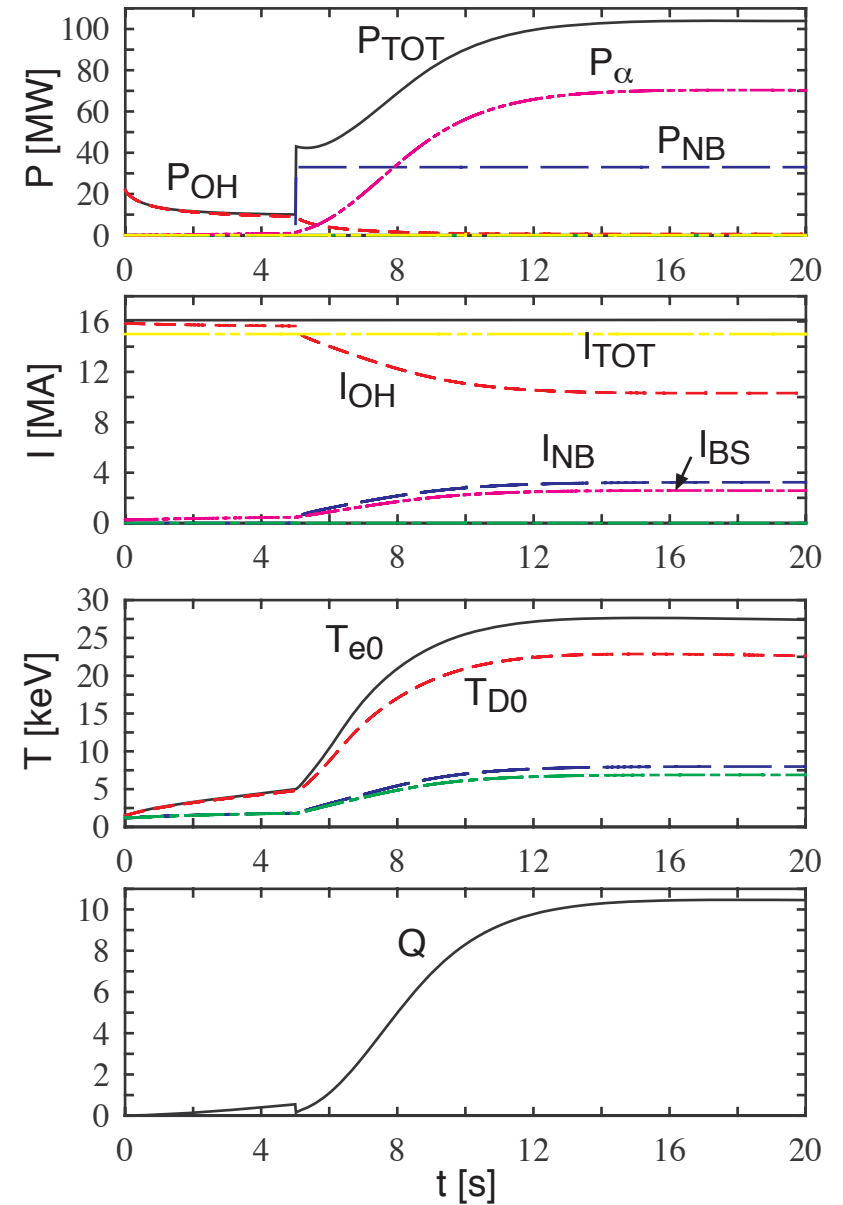 P [MW]
100
80
60
40
20
0
P_TOT
P_α
P_NB
P_OH
0 4 8 12 16 20
I [MA]
16
12
8
4
0
I_TOT
I_OH
I_NB
I_BS
0 4 8 12 16 20
T [keV]
30
25
20
15
10
5
0
T_e0
T_D0
0 4 8 12 16 20
10
8
6
4
2
0
Q
0 4 8 12 16 20
t [s]